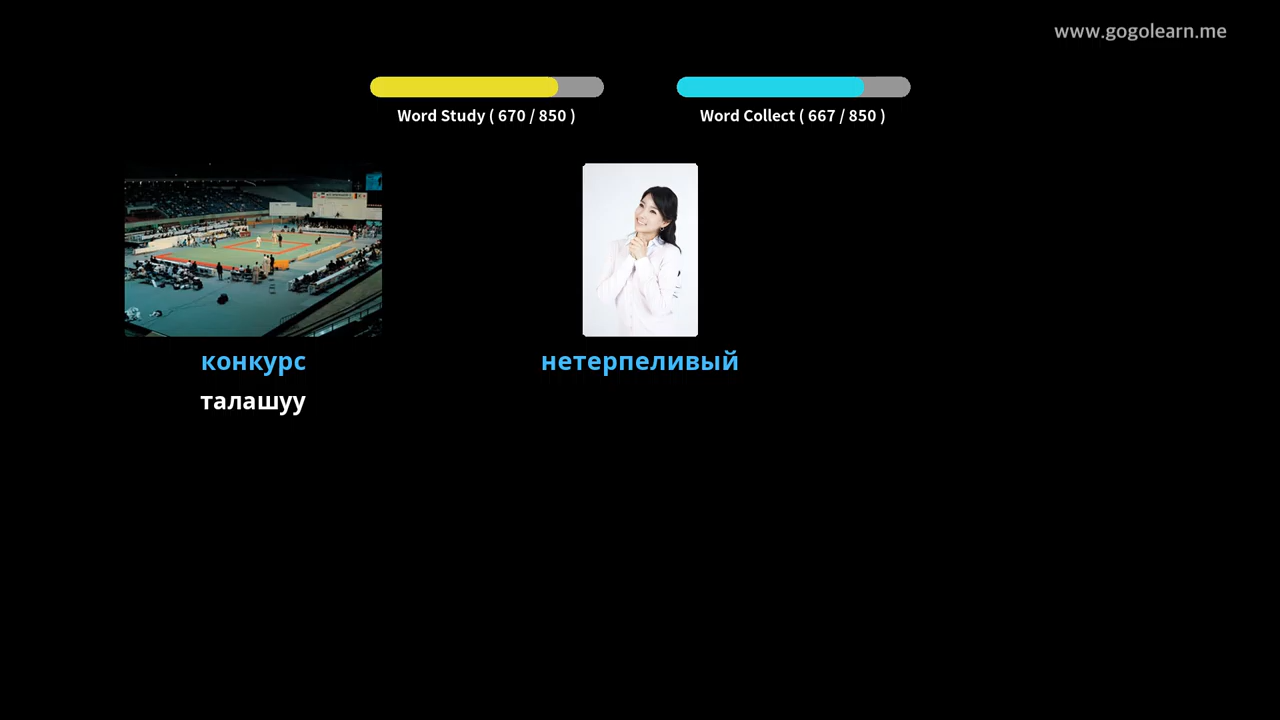 www.gogolearn.me
Word Study ( 670 / 850 )
Word Collect ( 667 / 850 )
конкурс
талашуу
нетерпеливый